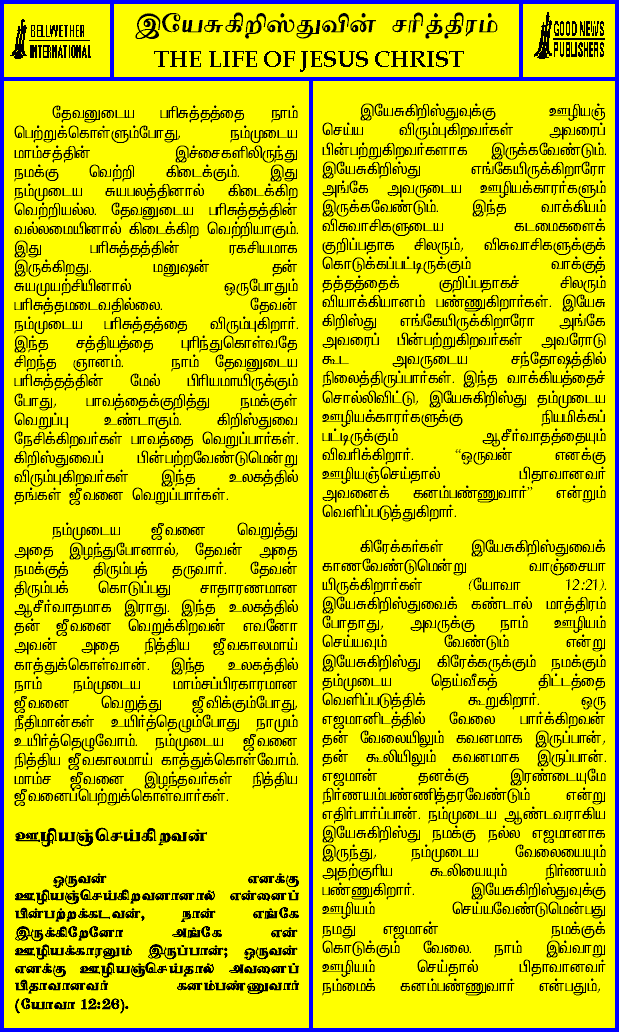 BELLWETHER
INTERNATIONAL
இயேசுகிறிஸ்துவின் சரித்திரம்
THE LIFE OF JESUS CHRIST
GOOD NEWS
PUBLISHERS
தேவனுடைய பரிசுத்தத்தை நாம்
பெற்றுக்கொள்ளும்போது, நம்முடைய
மாம்சத்தின் இச்சைகளிலிருந்து
நமக்கு வெற்றி கிடைக்கும். இது
நம்முடைய சுயபலத்தினால் கிடைக்கிற
வெற்றியல்ல. தேவனுடைய பரிசுத்தத்தின்
வல்லமையினால் கிடைக்கிற வெற்றியாகும்.
இது பரிசுத்தத்தின் ரகசியமாக
இருக்கிறது. மனுஷன் தன்
சுயமுயற்சியினால் ஒருபோதும்
பரிசுத்தமடைவதில்லை. தேவன்
நம்முடைய பரிசுத்தத்தை விரும்புகிறார்.
இந்த சத்தியத்தை புரிந்துகொள்வதே
சிறந்த ஞானம். நாம் தேவனுடைய
பரிசுத்தத்தின் மேல் பிரியமாயிருக்கும்
போது, பாவத்தைக்குறித்து நமக்குள்
வெறுப்பு உண்டாகும். கிறிஸ்துவை
நேசிக்கிறவர்கள் பாவத்தை வெறுப்பார்கள்.
கிறிஸ்துவைப் பின்பற்றவேண்டுமென்று
விரும்புகிறவர்கள் இந்த உலகத்தில்
தங்கள் ஜீவனை வெறுப்பார்கள்.
நம்முடைய ஜீவனை வெறுத்து
அதை இழந்துபோனால், தேவன் அதை
நமக்குத் திரும்பத் தருவார். தேவன்
திரும்பக் கொடுப்பது சாதாரணமான
ஆசீர்வாதமாக இராது. இந்த உலகத்தில்
தன் ஜீவனை வெறுக்கிறவன் எவனோ
அவன் அதை நித்திய ஜீவகாலமாய்
காத்துக்கொள்வான். இந்த உலகத்தில்
நாம் நம்முடைய மாம்சப்பிரகாரமான
ஜீவனை வெறுத்து ஜீவிக்கும்போது,
நீதிமான்கள் உயிர்த்தெழும்போது நாமும்
உயிர்த்தெழுவோம். நம்முடைய ஜீவனை
நித்திய ஜீவகாலமாய் காத்துக்கொள்வோம்.
மாம்ச ஜீவனை இழந்தவர்கள் நித்திய
ஜீவனைப்பெற்றுக்கொள்வார்கள்.
ஊழியஞ்செய்கிறவன்
ஒருவன் எனக்கு
ஊழியஞ்செய்கிறவனானால் என்னைப்
பின்பற்றக்கடவன், நான் எங்கே
இருக்கிறேனோ அங்கே என்
ஊழியக்காரனும் இருப்பான்; ஒருவன்
எனக்கு ஊழியஞ்செய்தால் அவனைப்
பிதாவானவர் கனம்பண்ணுவார்
(யோவா 12:26).
இயேசுகிறிஸ்துவுக்கு ஊழியஞ்
செய்ய விரும்புகிறவர்கள் அவரைப்
பின்பற்றுகிறவர்களாக இருக்கவேண்டும்.
இயேசுகிறிஸ்து எங்கேயிருக்கிறாரோ
அங்கே அவருடைய ஊழியக்காரர்களும்
இருக்கவேண்டும். இந்த வாக்கியம்
விசுவாசிகளுடைய கடமைகளைக்
குறிப்பதாக சிலரும், விசுவாசிகளுக்குக்
கொடுக்கப்பட்டிருக்கும் வாக்குத்
தத்தத்தைக் குறிப்பதாகச் சிலரும்
வியாக்கியானம் பண்ணுகிறார்கள். இயேசு
கிறிஸ்து எங்கேயிருக்கிறாரோ அங்கே
அவரைப் பின்பற்றுகிறவர்கள் அவரோடு
கூட அவருடைய சந்தோஷத்தில்
நிலைத்திருப்பார்கள். இந்த வாக்கியத்தைச்
சொல்லிவிட்டு, இயேசுகிறிஸ்து தம்முடைய
ஊழியக்காரர்களுக்கு நியமிக்கப்
பட்டிருக்கும் ஆசீர்வாதத்தையும்
விவரிக்கிறார். “ஒருவன் எனக்கு
ஊழியஞ்செய்தால் பிதாவானவர்
அவனைக் கனம்பண்ணுவார்” என்றும்
வெளிப்படுத்துகிறார்.
கிரேக்கர்கள் இயேசுகிறிஸ்துவைக்
காணவேண்டுமென்று வாஞ்சையா
யிருக்கிறார்கள் (யோவா 12:21).
இயேசுகிறிஸ்துவைக் கண்டால் மாத்திரம்
போதாது, அவருக்கு நாம் ஊழியம்
செய்யவும் வேண்டும் என்று
இயேசுகிறிஸ்து கிரேக்கருக்கும் நமக்கும்
தம்முடைய தெய்வீகத் திட்டத்தை
வெளிப்படுத்திக் கூறுகிறார். ஒரு
எஜமானிடத்தில் வேலை பார்க்கிறவன்
தன் வேலையிலும் கவனமாக இருப்பான்,
தன் கூலியிலும் கவனமாக இருப்பான்.
எஜமான் தனக்கு இரண்டையுமே
நிர்ணயம்பண்ணித்தரவேண்டும் என்று
எதிர்பார்ப்பான். நம்முடைய ஆண்டவராகிய
இயேசுகிறிஸ்து நமக்கு நல்ல எஜமானாக
இருந்து, நம்முடைய வேலையையும்
அதற்குரிய கூலியையும் நிர்ணயம்
பண்ணுகிறார். இயேசுகிறிஸ்துவுக்கு
ஊழியம் செய்யவேண்டுமென்பது
நமது எஜமான் நமக்குக்
கொடுக்கும் வேலை. நாம் இவ்வாறு
ஊழியம் செய்தால் பிதாவானவர்
நம்மைக் கனம்பண்ணுவார் என்பதும்,